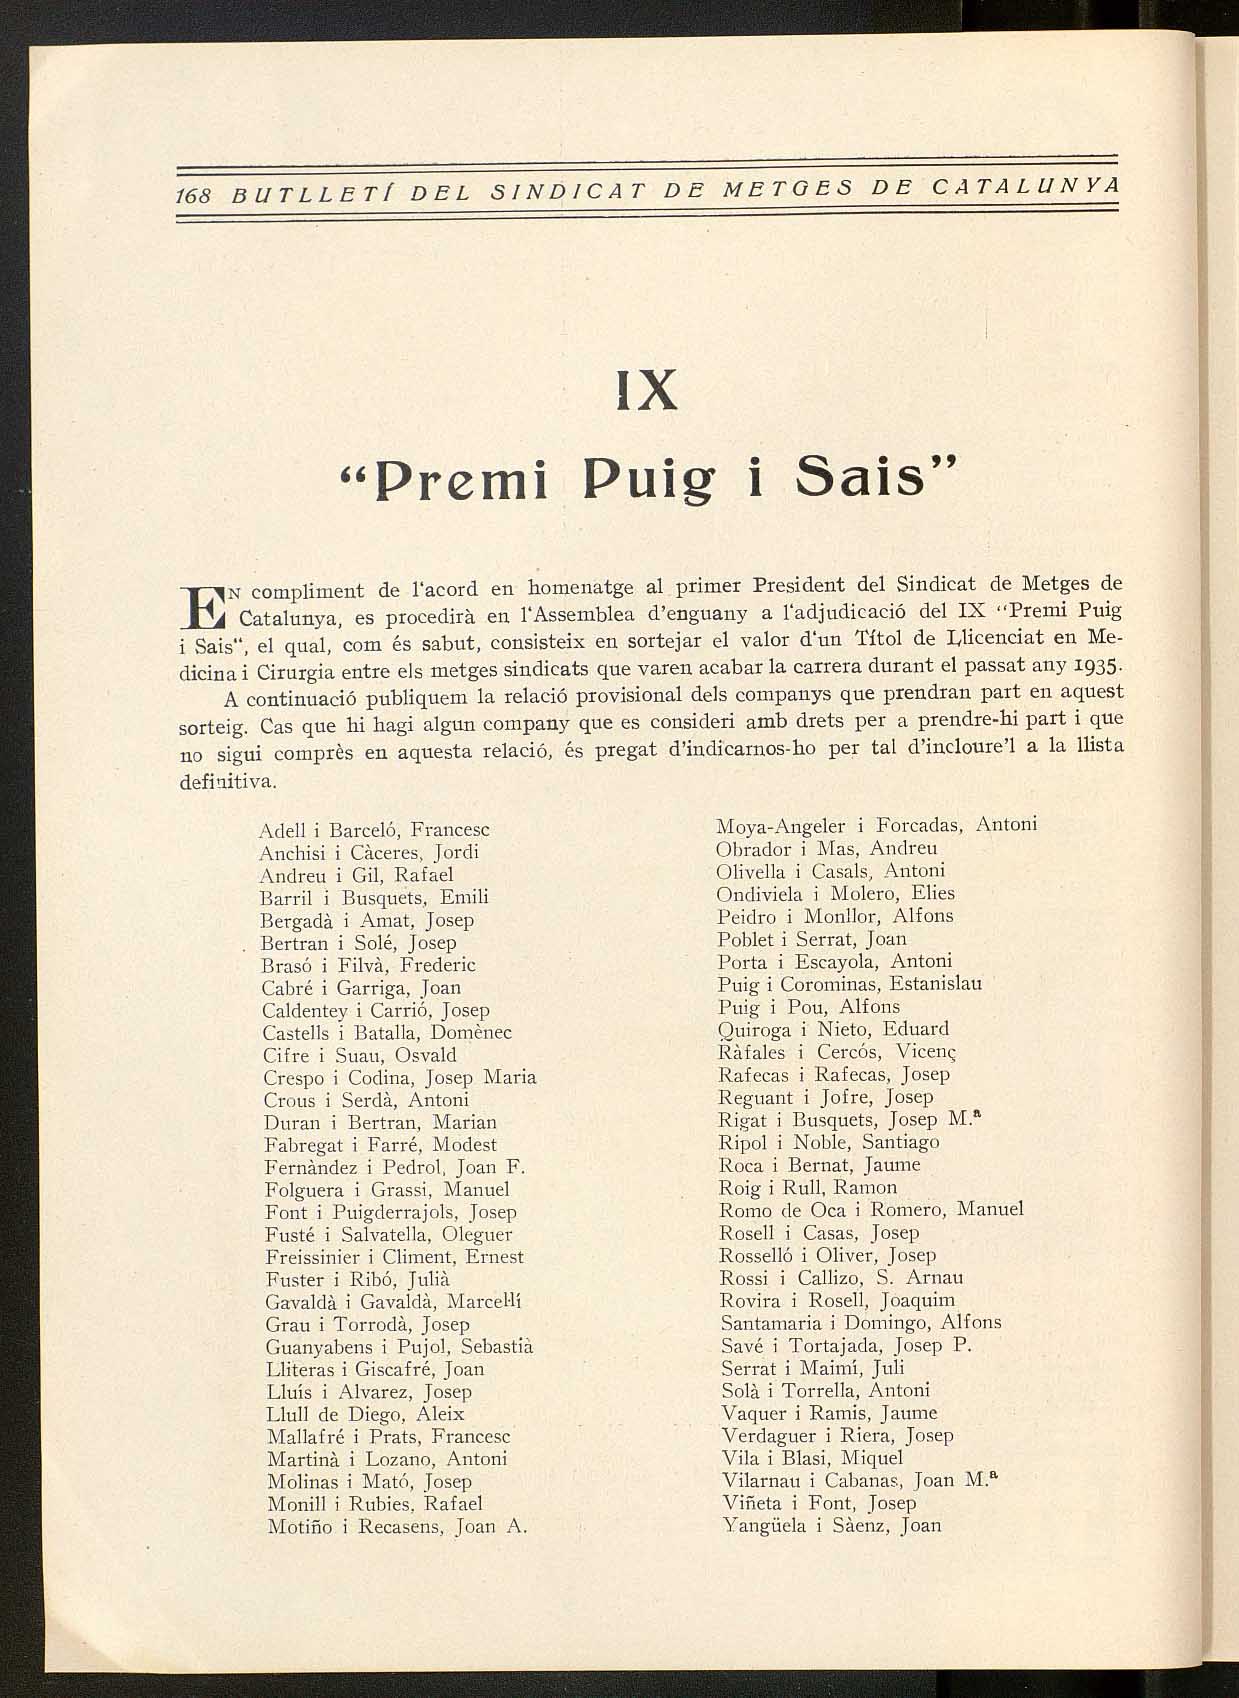 168 BUTLLETÍ DEL SINDICAT DE METGES DE CATALUNYA
IX
“Premi Puig i Sais”
EN compliment de l‘acord en homenatge al primer President del Sindicat de Metges de
Catalunya, es procedirà en l‘Assemblea d’enguany a l‘adjudicació del IX “Premi Puig
i Sais“, el qual, com és sabut, consisteix en sortejar el valor d‘un Títol de Llicenciat en Me-
dicina i Cirurgia entre els metges sindicats que varen acabar la carrera durant el passat any 1935.
A continuació publiquem la relació provisional dels companys que prendran part en aquest
sorteig. Cas que hi hagi algun company que es consideri amb drets per a prendre-hi part i que
no sigui comprès en aquesta relació, és pregat d’indicarnos-ho per tal d’incloure’l a la llista
definitiva.
Adell i Barceló, Francesc
Anchisi i Càceres, Jordi
Andreu i Gil, Rafael
Barril i Busquets, Emili
Bergadà i Amat, Josep
Bertran i Solé, Josep
Brasó i Filvà, Frederic
Cabré i Garriga, Joan
Caldentey i Carrió, Josep
Castells i Batalla, Domènec
Cifre i Suau, Osvald
Crespo i Codina, Josep Maria
Crous i Serdà, Antoni
Duran i Bertran, Marian
Fabregat i Farré, Modest
Fernàndez i Pedrol, Joan F.
Folguera i Grassi, Manuel
Font i Puigderrajols, Josep
Fusté i Salvatella, Oleguer
Freissinier i Climent, Ernest
Fuster i Ribó, Julià
Gavaldà i Gavaldà, Marcel·lí
Grau i Torrodà, Josep
Guanyabens i Pujol, Sebastià
Lliteras i Giscafré, Joan
Lluís i Alvarez, Josep
Llull de Diego, Aleix
Mallafré i Prats, Francesc
Martinà i Lozano, Antoni
Molinas i Mató, Josep
Monill i Rubies, Rafael
Motiño i Recasens, Joan A.
Moya-Angeler i Forcadas, Antoni
Obrador i Mas, Andreu
Olivella i Casals, Antoni
Ondiviela i Molero, Elies
Peidro i Monllor, Alfons
Poblet i Serrat, Joan
Porta i Escayola, Antoni
Puig i Corominas, Estanislau
Puig i Pou, Alfons
Quiroga i Nieto, Eduard
Ràfales i Cercós, Vicenç
Rafecas i Rafecas, Josep
Reguant i Jofre, Josep
Rigat i Busquets, Josep M.ª
Ripol i Noble, Santiago
Roca i Bernat, Jaume
Roig i Rull, Ramon
Romo de Oca i Romero, Manuel
Rosell i Casas, Josep
Rosselló i Oliver, Josep
Rossi i Callizo, S. Arnau
Rovira i Rosell, Joaquim
Santamaria i Domingo, Alfons
Savé i Tortajada, Josep P.
Serrat i Maimí, Juli
Solà i Torrella, Antoni
Vaquer i Ramis, Jaume
Verdaguer i Riera, Josep
Vila i Blasi, Miquel
Vilarnau i Cabanas, Joan M.ª
Viñeta i Font, Josep
Yangüela i Sàenz, Joan